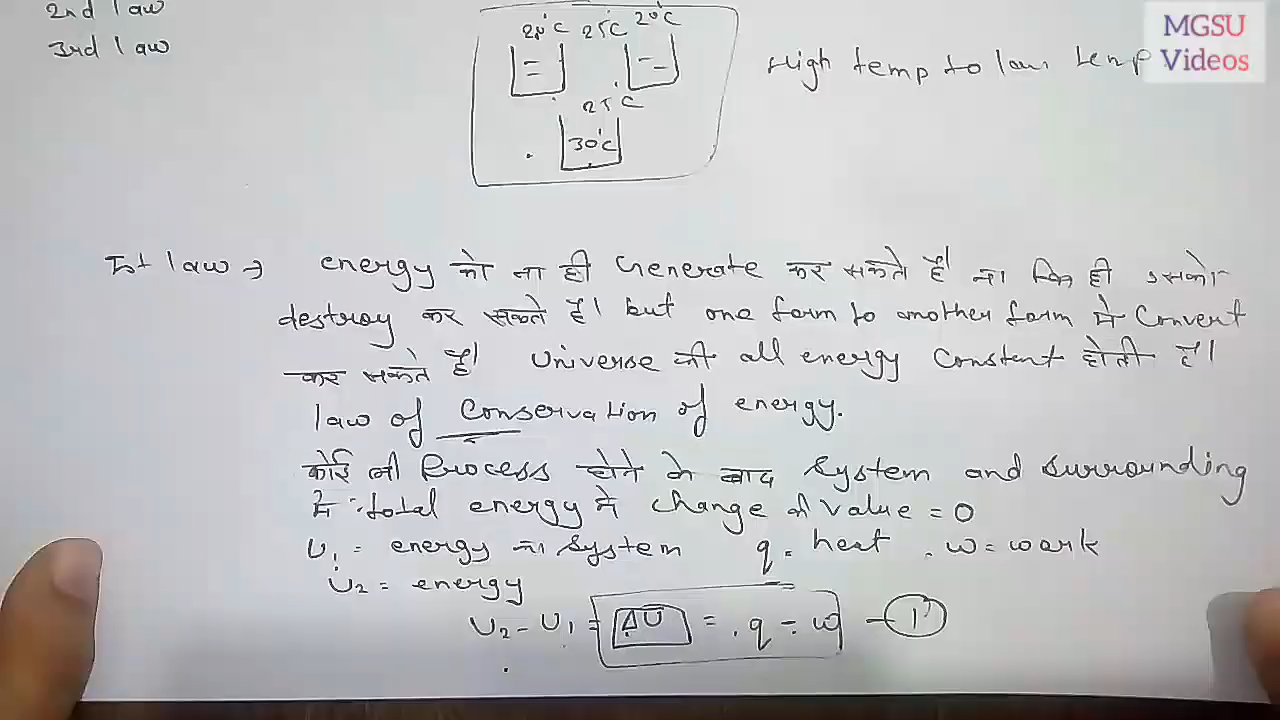 2nd law
3rd law
20°C 25°C 20°C
25°C
30°C
High temp to low temp
MGSU
Videos
Ist law → energy को ना ही Generate कर सकते है ना कि ही उसको
destroy कर सकते है। but one form to another form मे Convert
कर सकते है। Universe की all energy Constant होती है।
law of Conservation of energy.
कोई भी Process होने के बाद System and surrounding
मे total energy मे change की value = 0
U₁ = energy का System q = heat . w = work
U₂ = energy
U₂ - U₁ = ΔU = q - w — 1